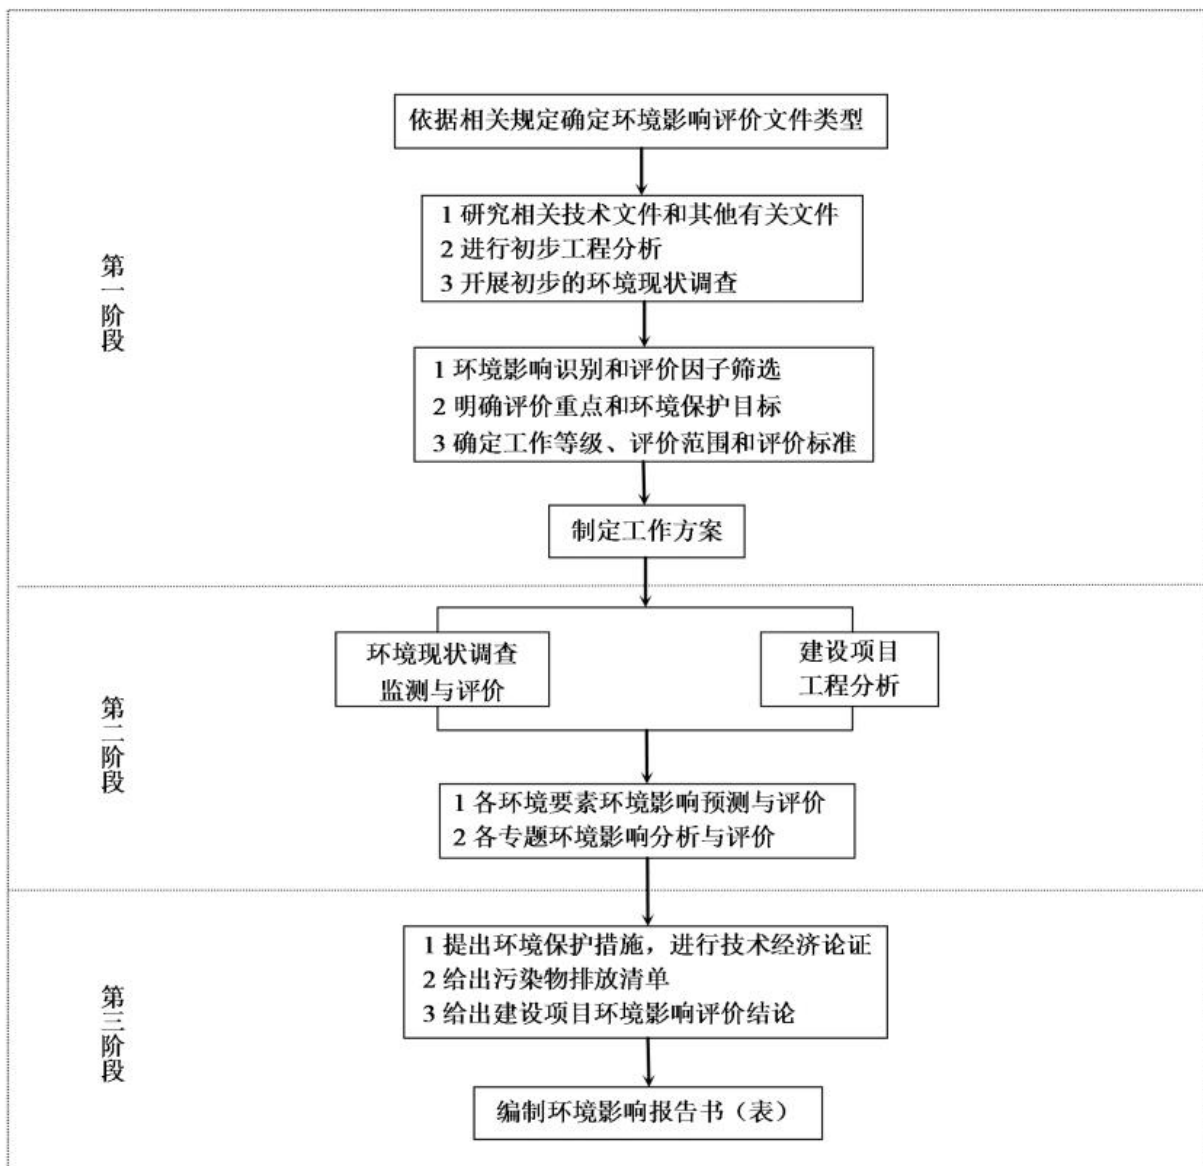 依据相关规定确定环境影响评价文件类型
1 研究相关技术文件和其他有关文件
2 进行初步工程分析
3 开展初步的环境现状调查
第一阶段
1 环境影响识别和评价因子筛选
2 明确评价重点和环境保护目标
3 确定工作等级、评价范围和评价标准
制定工作方案
环境现状调查
监测与评价
建设项目
工程分析
第二阶段
1 各环境要素环境影响预测与评价
2 各专题环境影响分析与评价
1 提出环境保护措施，进行技术经济论证
2 给出污染物排放清单
3 给出建设项目环境影响评价结论
第三阶段
编制环境影响报告书（表）